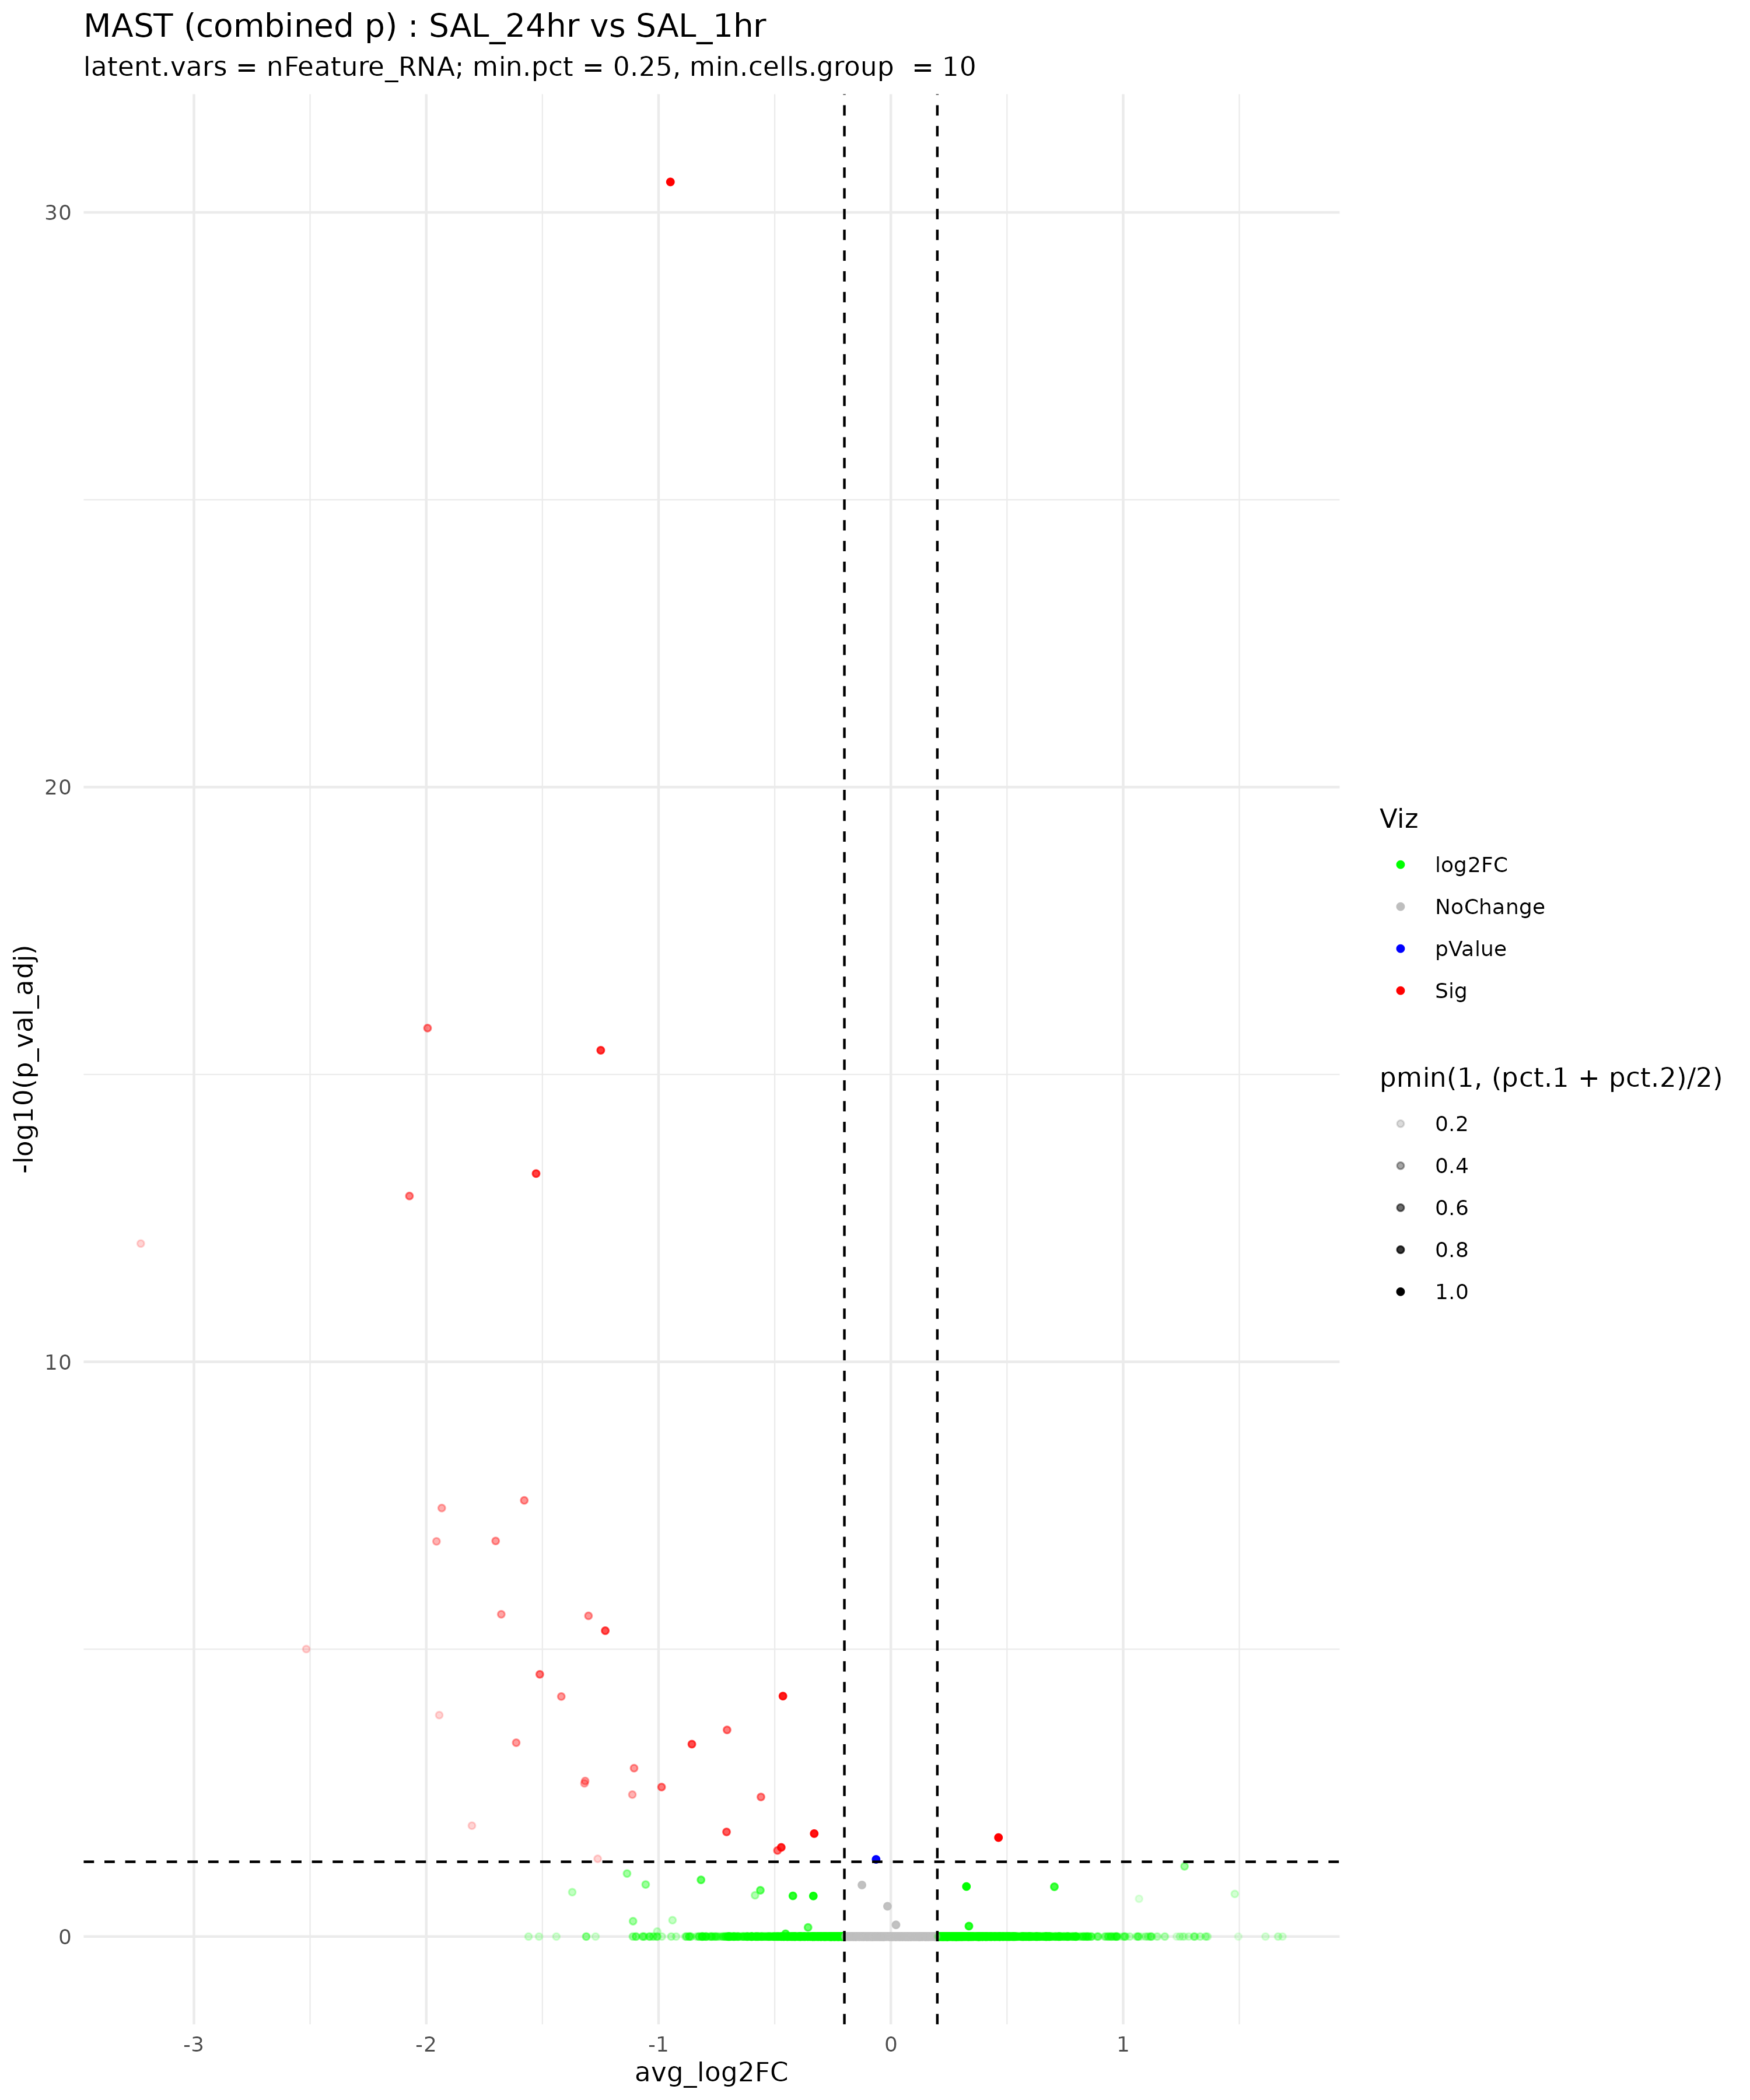 MAST (combined p) : SAL_24hr vs SAL_1hr
latent.vars = nFeature_RNA; min.pct = 0.25, min.cells.group  = 10
30
20
10
0
-log10(p_val_adj)
-3
-2
-1
0
1
avg_log2FC
Viz
log2FC
NoChange
pValue
Sig
pmin(1, (pct.1 + pct.2)/2)
0.2
0.4
0.6
0.8
1.0